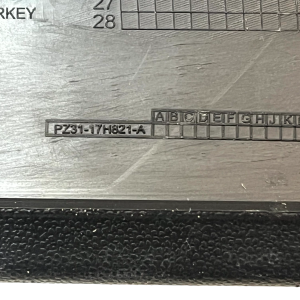 27
RKEY
28
A B C D E F G H J K
PZ31-17H821-A